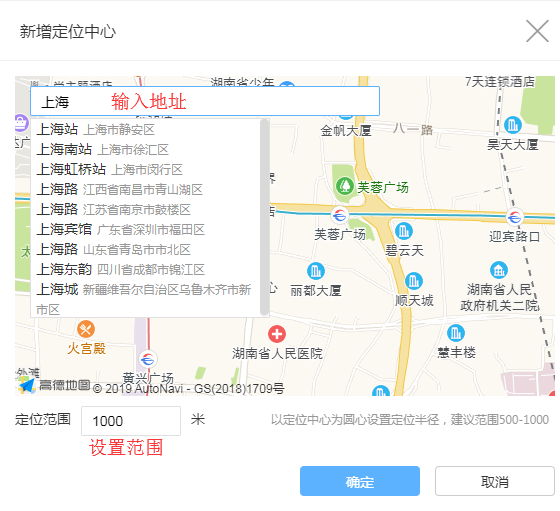 新增定位中心
湖南省少年
7天连锁酒店
上海 输入地址
金帆大厦
八一路
昊天大厦
上海站 上海市静安区
上海南站 上海市徐汇区
上海虹桥站 上海市闵行区
上海路 江西省南昌市青山湖区
上海路 江苏省南京市鼓楼区
上海宾馆 广东省深圳市福田区
上海路 山东省青岛市市北区
上海东韵 四川省成都市锦江区
上海城 新疆维吾尔自治区乌鲁木齐市新
市区
芙蓉广场
芙蓉广场
迎宾路口
碧云天
丽都大厦
顺天城
湖南省人民
政府机关二院
火宫殿
湖南省人民医院
慧丰楼
黄兴广场
外滩
高德地图 © 2019 AutoNavi - GS(2018)1709号
定位范围 1000 米 以定位中心为圆心设置定位半径，建议范围500-1000
设置范围
确定 取消